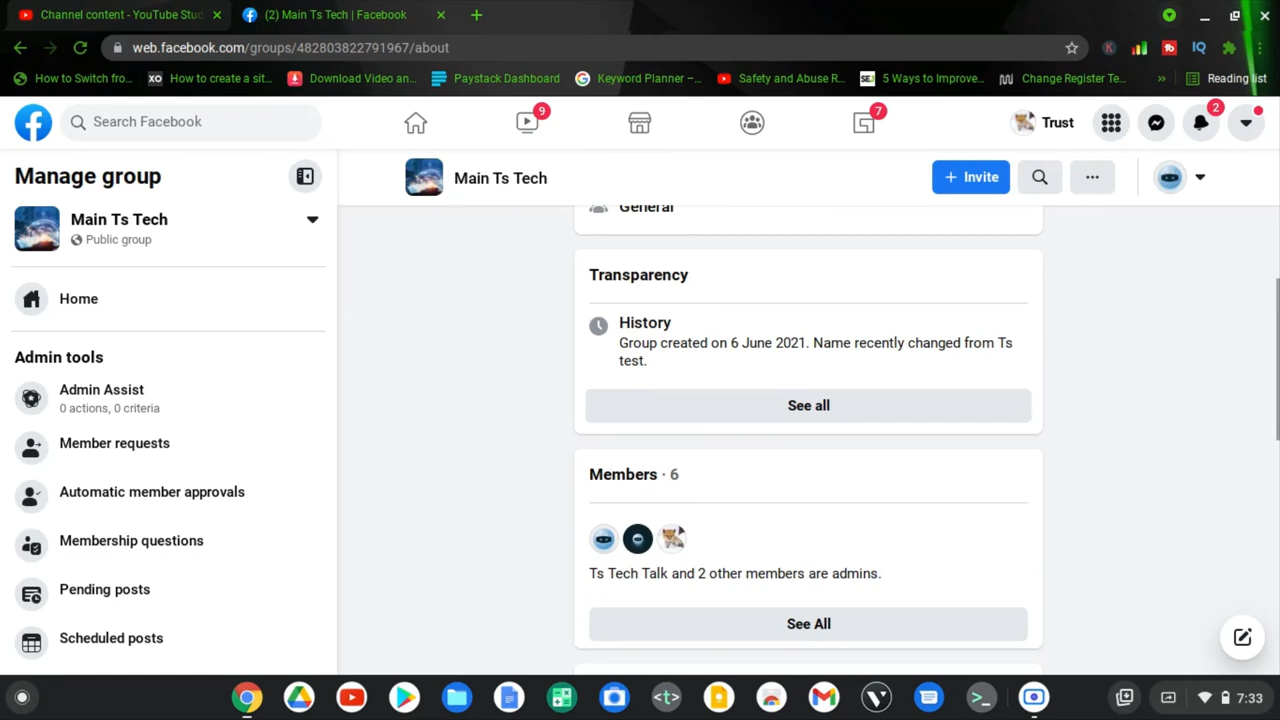 Channel content - YouTube Stud
(2) Main Ts Tech | Facebook
web.facebook.com/groups/482803822791967/about
How to Switch fro...
XO How to create a sit...
Download Video an...
Paystack Dashboard
Keyword Planner –...
Safety and Abuse R...
SEJ 5 Ways to Improve...
Change Register Te...
»
Reading list
Search Facebook
9
7
Trust
2
Manage group
Main Ts Tech
+ Invite
Main Ts Tech
Public group
Home
Admin tools
Admin Assist
0 actions, 0 criteria
Member requests
Automatic member approvals
Membership questions
Pending posts
Scheduled posts
General
Transparency
History
Group created on 6 June 2021. Name recently changed from Ts
test.
See all
Members · 6
Ts Tech Talk and 2 other members are admins.
See All
7:33